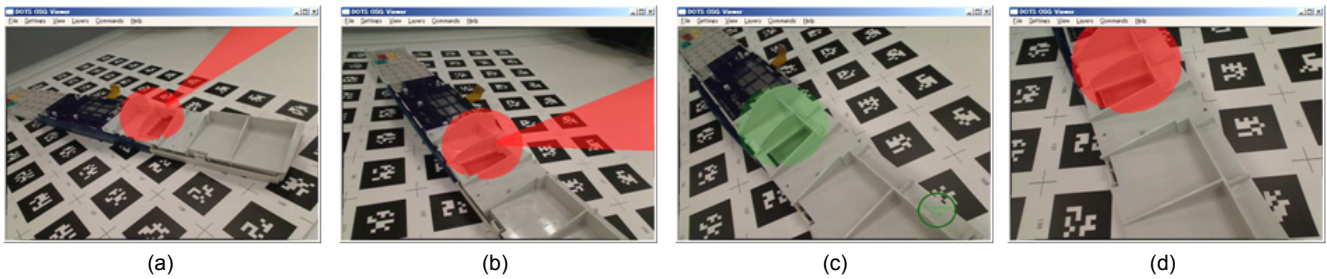 DOTS OSG Viewer
File Settings View Layers Commands Help
DOTS OSG Viewer
File Settings View Layers Commands Help
DOTS OSG Viewer
File Settings View Layers Commands Help
DOTS OSG Viewer
File Settings View Layers Commands Help
(a)
(b)
(c)
(d)